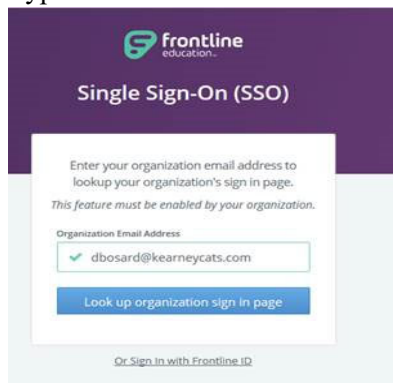 frontline
education™
Single Sign-On (SSO)
Enter your organization email address to
lookup your organization's sign in page.
This feature must be enabled by your organization.
Organization Email Address
dbosard@kearneycats.com
Look up organization sign in page
Or Sign In with Frontline ID